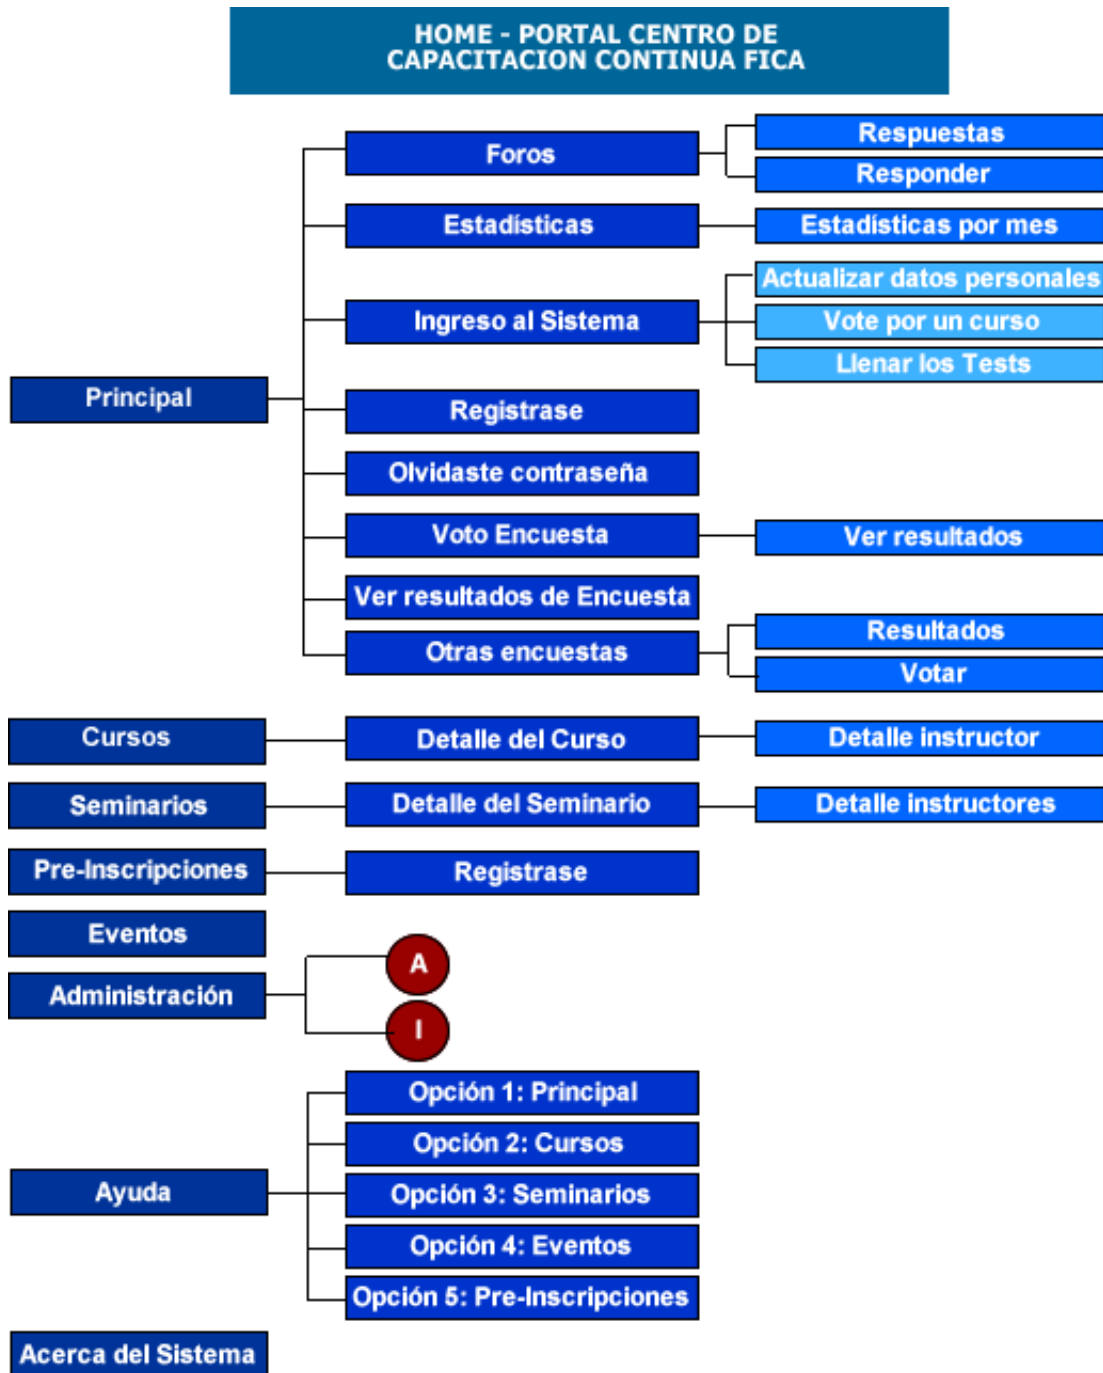 HOME - PORTAL CENTRO DE
CAPACITACION CONTINUA FICA
Foros
Respuestas
Responder
Estadísticas
Estadísticas por mes
Actualizar datos personales
Ingreso al Sistema
Vote por un curso
Llenar los Tests
Principal
Registrase
Olvidaste contraseña
Voto Encuesta
Ver resultados
Ver resultados de Encuesta
Otras encuestas
Resultados
Votar
Cursos
Detalle del Curso
Detalle instructor
Seminarios
Detalle del Seminario
Detalle instructores
Pre-Inscripciones
Registrase
Eventos
Administración
A
I
Ayuda
Opción 1: Principal
Opción 2: Cursos
Opción 3: Seminarios
Opción 4: Eventos
Opción 5: Pre-Inscripciones
Acerca del Sistema